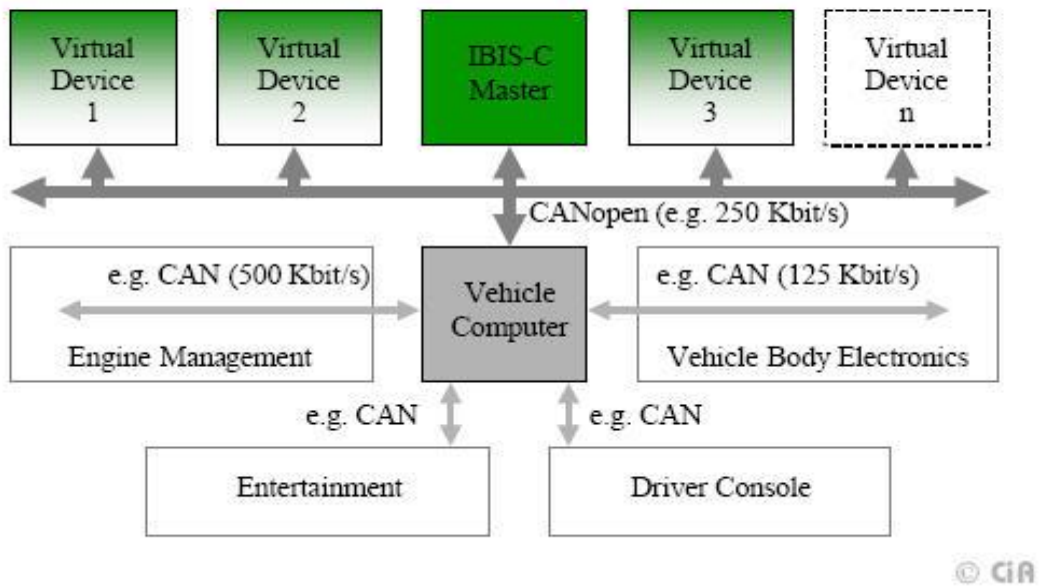 Virtual
Device
1
Virtual
Device
2
IBIS-C
Master
Virtual
Device
3
Virtual
Device
n
CANopen (e.g. 250 Kbit/s)
e.g. CAN (500 Kbit/s)
Engine Management
Vehicle
Computer
e.g. CAN (125 Kbit/s)
Vehicle Body Electronics
e.g. CAN
e.g. CAN
Entertainment
Driver Console
© CiA